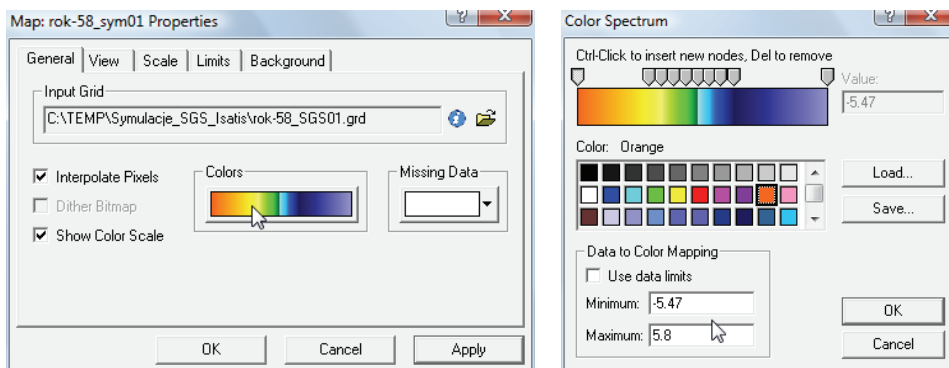 Map: rok-58_sym01 Properties
?
X
General
View
Scale
Limits
Background
Input Grid
C:\TEMP\Symulacje_SGS_Isatis\rok-58_SGS01.grd
Interpolate Pixels
Dither Bitmap
Show Color Scale
Colors
Missing Data
OK
Cancel
Apply
Color Spectrum
?
X
Ctrl-Click to insert new nodes, Del to remove
Value:
-5.47
Color: Orange
Load...
Save...
Data to Color Mapping
Use data limits
Minimum: -5.47
Maximum: 5.8
OK
Cancel